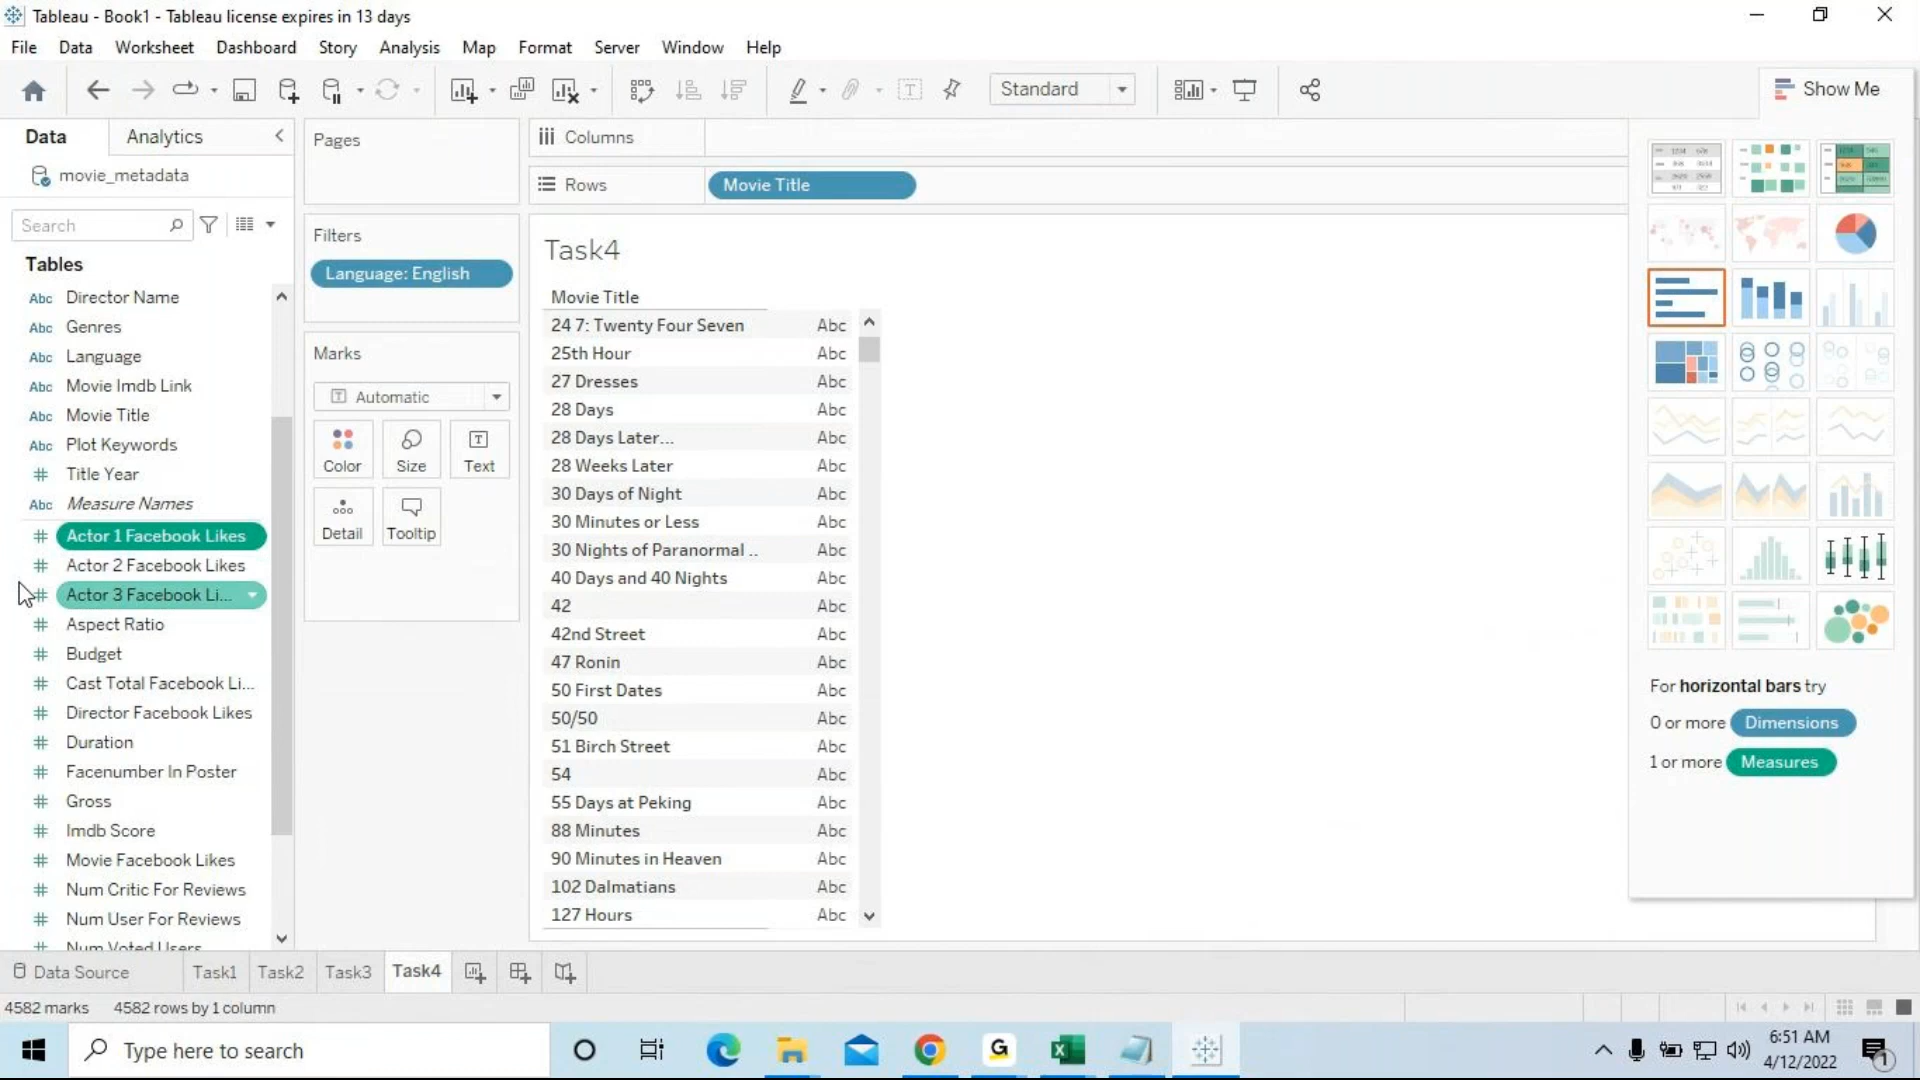 Tableau - Book1 - Tableau license expires in 13 days
File Data Worksheet Dashboard Story Analysis Map Format Server Window Help
Standard
Show Me
Data
Analytics
movie_metadata
Search
Tables
Abc Director Name
Abc Genres
Abc Language
Abc Movie Imdb Link
Abc Movie Title
Abc Plot Keywords
# Title Year
Abc Measure Names
# Actor 1 Facebook Likes
# Actor 2 Facebook Likes
# Actor 3 Facebook Li...
# Aspect Ratio
# Budget
# Cast Total Facebook Li...
# Director Facebook Likes
# Duration
# Facenumber In Poster
# Gross
# Imdb Score
# Movie Facebook Likes
# Num Critic For Reviews
# Num User For Reviews
# Num Voted Users
Pages
Filters
Language: English
Marks
Automatic
Color Size Text
Detail Tooltip
Columns
Rows
Movie Title
Task4
Movie Title
24 7: Twenty Four Seven Abc
25th Hour Abc
27 Dresses Abc
28 Days Abc
28 Days Later... Abc
28 Weeks Later Abc
30 Days of Night Abc
30 Minutes or Less Abc
30 Nights of Paranormal .. Abc
40 Days and 40 Nights Abc
42 Abc
42nd Street Abc
47 Ronin Abc
50 First Dates Abc
50/50 Abc
51 Birch Street Abc
54 Abc
55 Days at Peking Abc
88 Minutes Abc
90 Minutes in Heaven Abc
102 Dalmatians Abc
127 Hours Abc
For horizontal bars try
0 or more Dimensions
1 or more Measures
Data Source Task1 Task2 Task3 Task4
4582 marks 4582 rows by 1 column
Type here to search
G
6:51 AM
4/12/2022
1